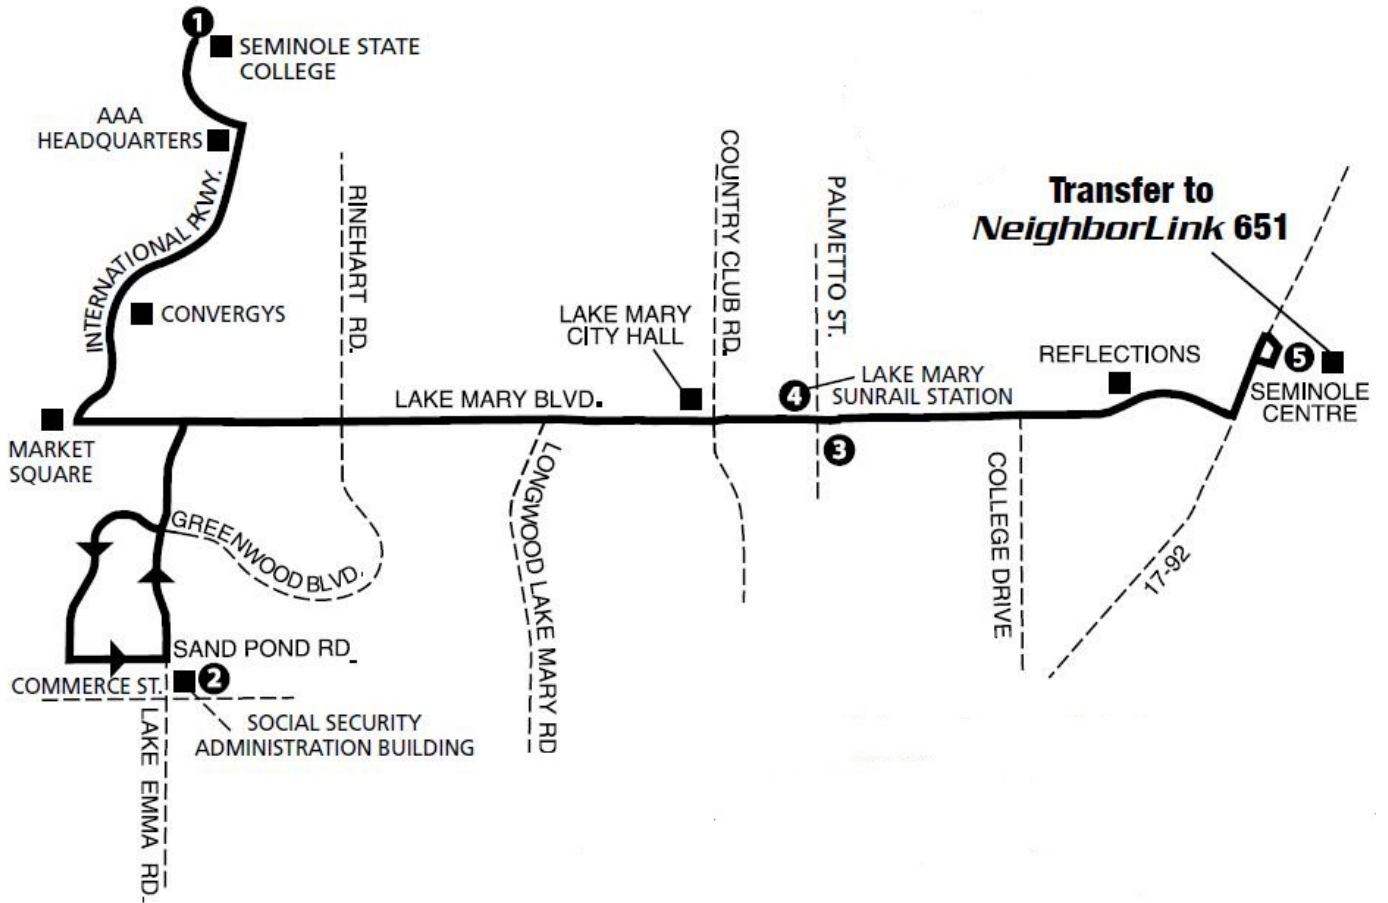 1
SEMINOLE STATE
COLLEGE
AAA
HEADQUARTERS
INTERNATIONAL PKWY.
CONVERGYS
RINEHART RD.
COUNTRY CLUB RD.
PALMETTO ST.
Transfer to
NeighborLink 651
LAKE MARY
CITY HALL
LAKE MARY BLVD.
4
LAKE MARY
SUNRAIL STATION
REFLECTIONS
5
SEMINOLE
CENTRE
MARKET
SQUARE
3
LONGWOOD LAKE MARY RD
COLLEGE DRIVE
17-92
GREENWOOD BLVD.
SAND POND RD
COMMERCE ST.
2
SOCIAL SECURITY
ADMINISTRATION BUILDING
LAKE EMMA RD.